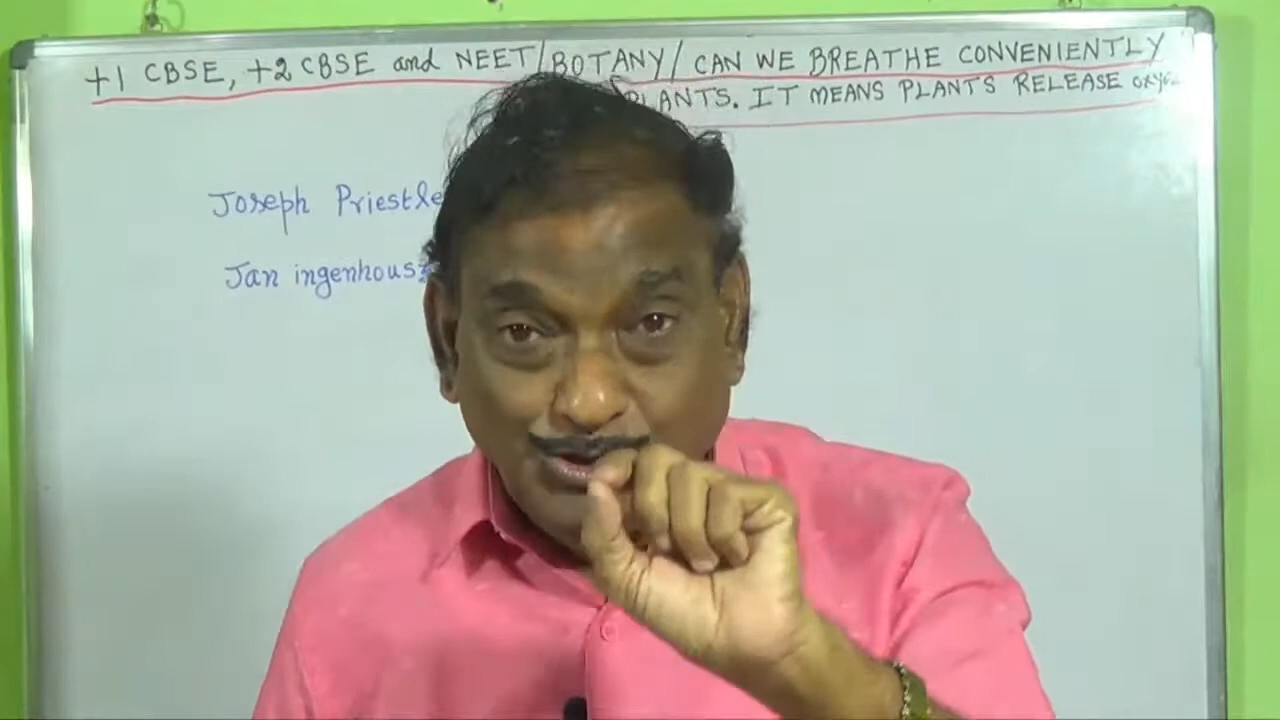 +1 CBSE, +2 CBSE and NEET/BOTANY/ CAN WE BREATHE CONVENIENTLY
PLANTS. IT MEANS PLANTS RELEASE
Joseph Priestle
Jan ingenhousz